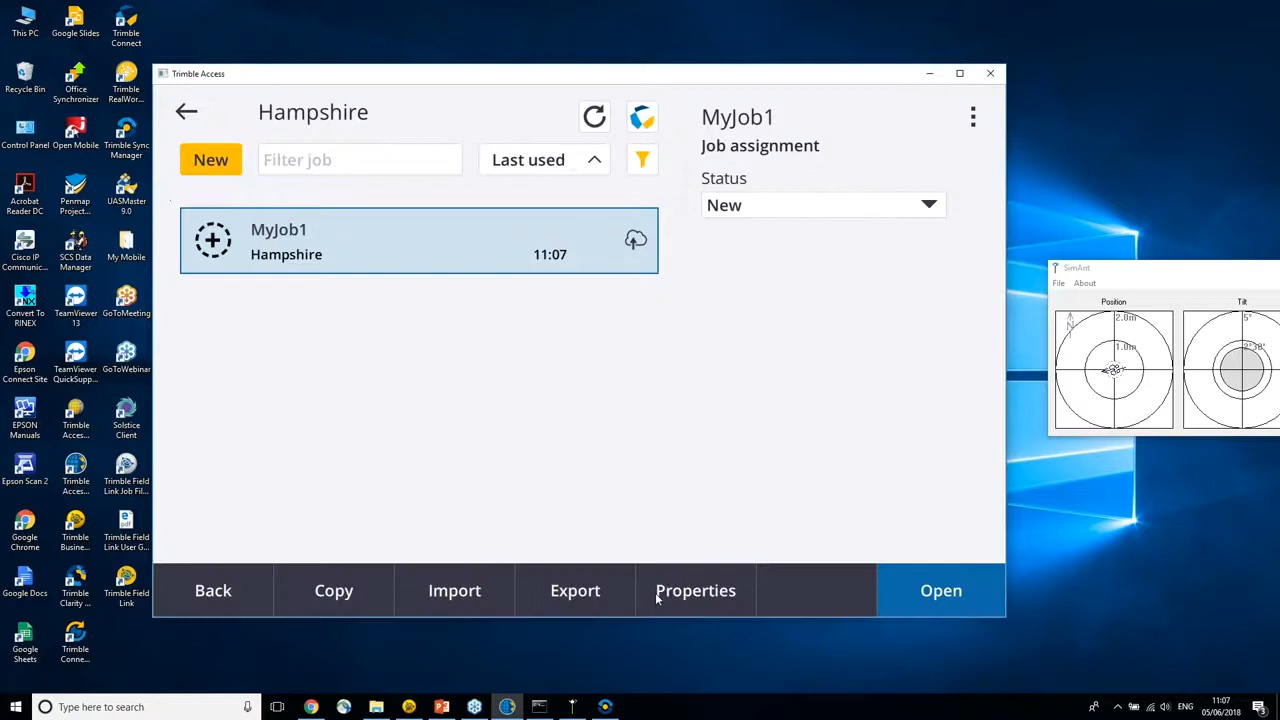 This PC
Google Slides
Trimble
Connect
Recycle Bin
Office
Synchronizer
Trimble
RealWor...
Control Panel
Open Mobile
Trimble Sync
Manager
Acrobat
Reader DC
Penmap
Project...
UASMaster
9.0
Cisco IP
Communic...
SCS Data
Manager
My Mobile
Convert To
RINEX
TeamViewer
13
GoToMeeting
Epson
Connect Site
TeamViewer
QuickSupp...
GoToWebinar
EPSON
Manuals
Trimble
Acces...
Solstice
Client
Epson Scan 2
Trimble
Acces...
Trimble Field
Link Job Fil...
Google
Chrome
Trimble
Busine...
Trimble Field
Link User G...
Google Docs
Trimble
Clarity ...
Trimble Field
Link
Google
Sheets
Trimble
Conne...
Trimble Access
Hampshire
New
Filter job
Last used
MyJob1
Hampshire
11:07
MyJob1
Job assignment
Status
New
Back
Copy
Import
Export
Properties
Open
SimAnt
File About
Position
Tilt
2.0m
1.0m
N
5°
Type here to search
ENG
11:07
05/06/2018